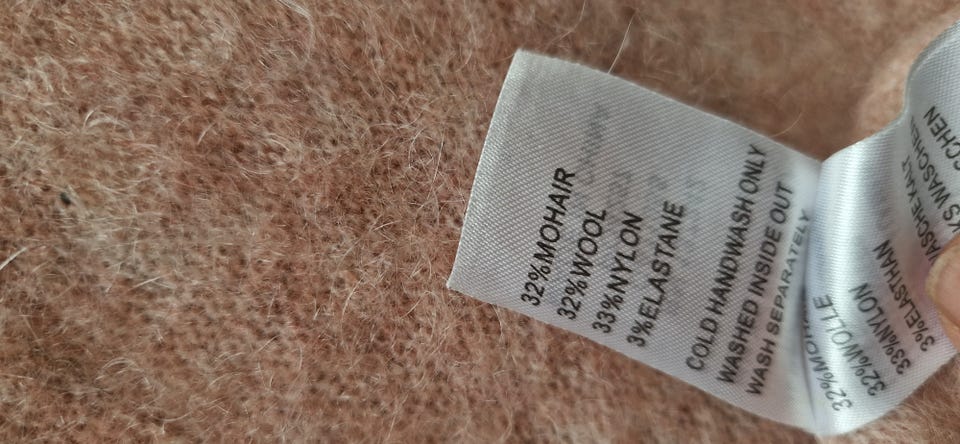 32%MOHAIR
32%WOOL
33%NYLON
3%ELASTANE
COLD HANDWASH ONLY
WASHED INSIDE OUT
WASH SEPARATELY
32%WOLLE
33%NYLON
3%ELASTHAN